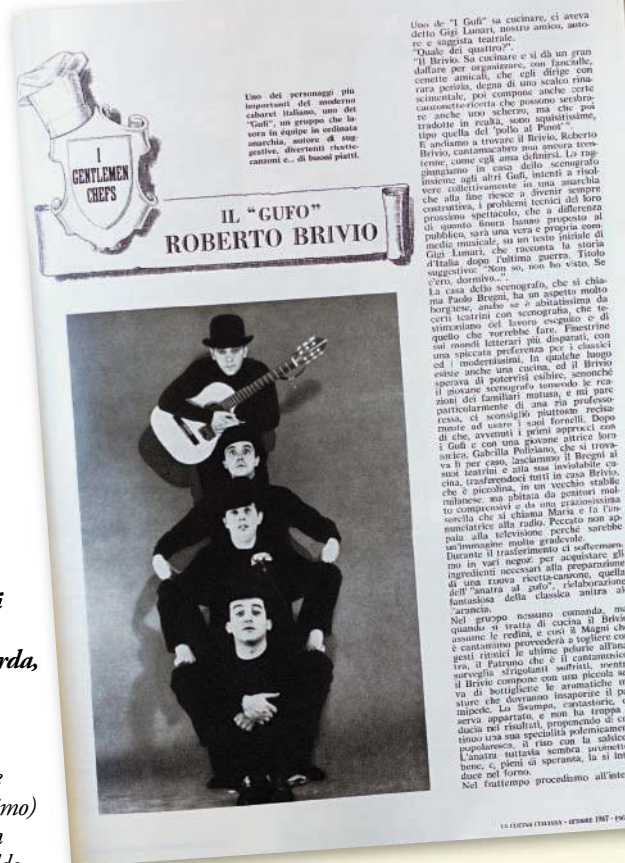 I
GENTLEMEN
CHEFS
Uno dei personaggi più
importanti del moderno
cabaret italiano, uno dei
"Gufi", un gruppo che la-
vora in équipe in ordinata
anarchia, autore di sug-
gestive, divertenti ricette-
canzoni e... di buoni piatti.
IL "GUFO"
ROBERTO BRIVIO
Uno de "I Gufi" sa cucinare, ci aveva
detto Gigi Lunari, nostro amico, auto-
re e saggista teatrale.
"Quale dei quattro?".
"Il Brivio. Sa cucinare e si dà un gran
daffare per organizzare, con fanciulle,
cenette amicali, che egli dirige con
rara perizia, degna di un scalco rina-
scimentale, poi compone anche certe
canzonette-ricetta che possono sembra-
re anche uno scherzo, ma che poi
tradotte in realtà, sono squisitissime,
tipo quella del "pollo al Pinot"".
E andiamo a trovare il Brivio, Roberto
Brivio, cantamacabro non ancora tren-
tenne, come egli ama definirsi. La rag-
giungiamo in casa dello scenografo
insieme agli altri Gufi, intenti a risol-
vere collettivamente in una anarchia
che alla fine riesce a divenir sempre
costruttiva, i problemi tecnici del loro
prossimo spettacolo, che a differenza
di quanto finora hanno proposto al
pubblico, sarà una vera e propria com-
media musicale, su un testo iniziale di
Gigi Lunari, che racconta la storia
d'Italia dopo l'ultima guerra. Titolo
suggestivo: "Non so, non ho visto, Se
c'ero, dormivo...".
La casa dello scenografo, che si chia-
ma Paolo Bregni, ha un aspetto molto
borghese, anche se è abitatissima da
certi teatrini con scenografia, che te-
stimoniano del lavoro eseguito e di
quello che vorrebbe fare. Finestrine
sui mondi letterari più disparati, con
una spiccata preferenza per i classici
ed i modernissimi. In qualche luogo
esiste anche una cucina, ed il Brivio
sperava di potervisi esibire, senonché
il giovane scenografo temendo le rea-
zioni dei familiari matusa, e mi pare
particolarmente di una zia professo-
ressa, ci sconsigliò piuttosto recisa-
mente ad usare i suoi fornelli. Dopo
di che, avvenuti i primi approcci con
i Gufi e con una giovane attrice loro
amica, Gabriella Poliziano, che si trova-
va lì per caso, lasciammo il Bregni ai
suoi teatrini e alla sua inviolabile cu-
cina, trasferendoci tutti in casa Brivio,
che è piccolina, in un vecchio stabile
milanese, ma abitata da genitori mol-
to comprensivi e da una graziosissima
sorella che si chiama Maria e fa l'an-
nunciatrice alla radio. Peccato non ap-
paia alla televisione perché sarebbe
un'immagine molto gradevole.
Durante il trasferimento ci soffermam-
mo in vari negozi per acquistare gli
ingredienti necessari alla preparazione
di una nuova ricetta-canzone, quella
dell'"anatra al gufo", rielaborazione
fantasiosa della classica anitra al-
l'arancia.
Nel gruppo nessuno comanda, ma
quando si tratta di cucina il Brivio
assume le redini, e così il Magni che
è cantamimo provvederà a togliere con
gesti ritmici le ultime pelurie all'ana-
tra, il Patruno che è il cantamusico
sorveglia sfrigolanti soffritti, mentre
il Brivio compone con una piccola se
va di bottigliette le aromatiche mi
sture che dovranno insaporire il pal
mipede. Lo Svampa, cantastorie, os
serva appartato, e non ha troppa fi
ducia nei risultati, proponendo di con
tinuo una sua specialità polemicamente
popolaresca, il riso con la salsiccia
L'anatra tuttavia sembra promettere
bene, e, pieni di speranza, la si intro
duce nel forno.
Nel frattempo procediamo all'inter
LA CUCINA ITALIANA - OTTOBRE 1967 -
i
rda,
e
imo)